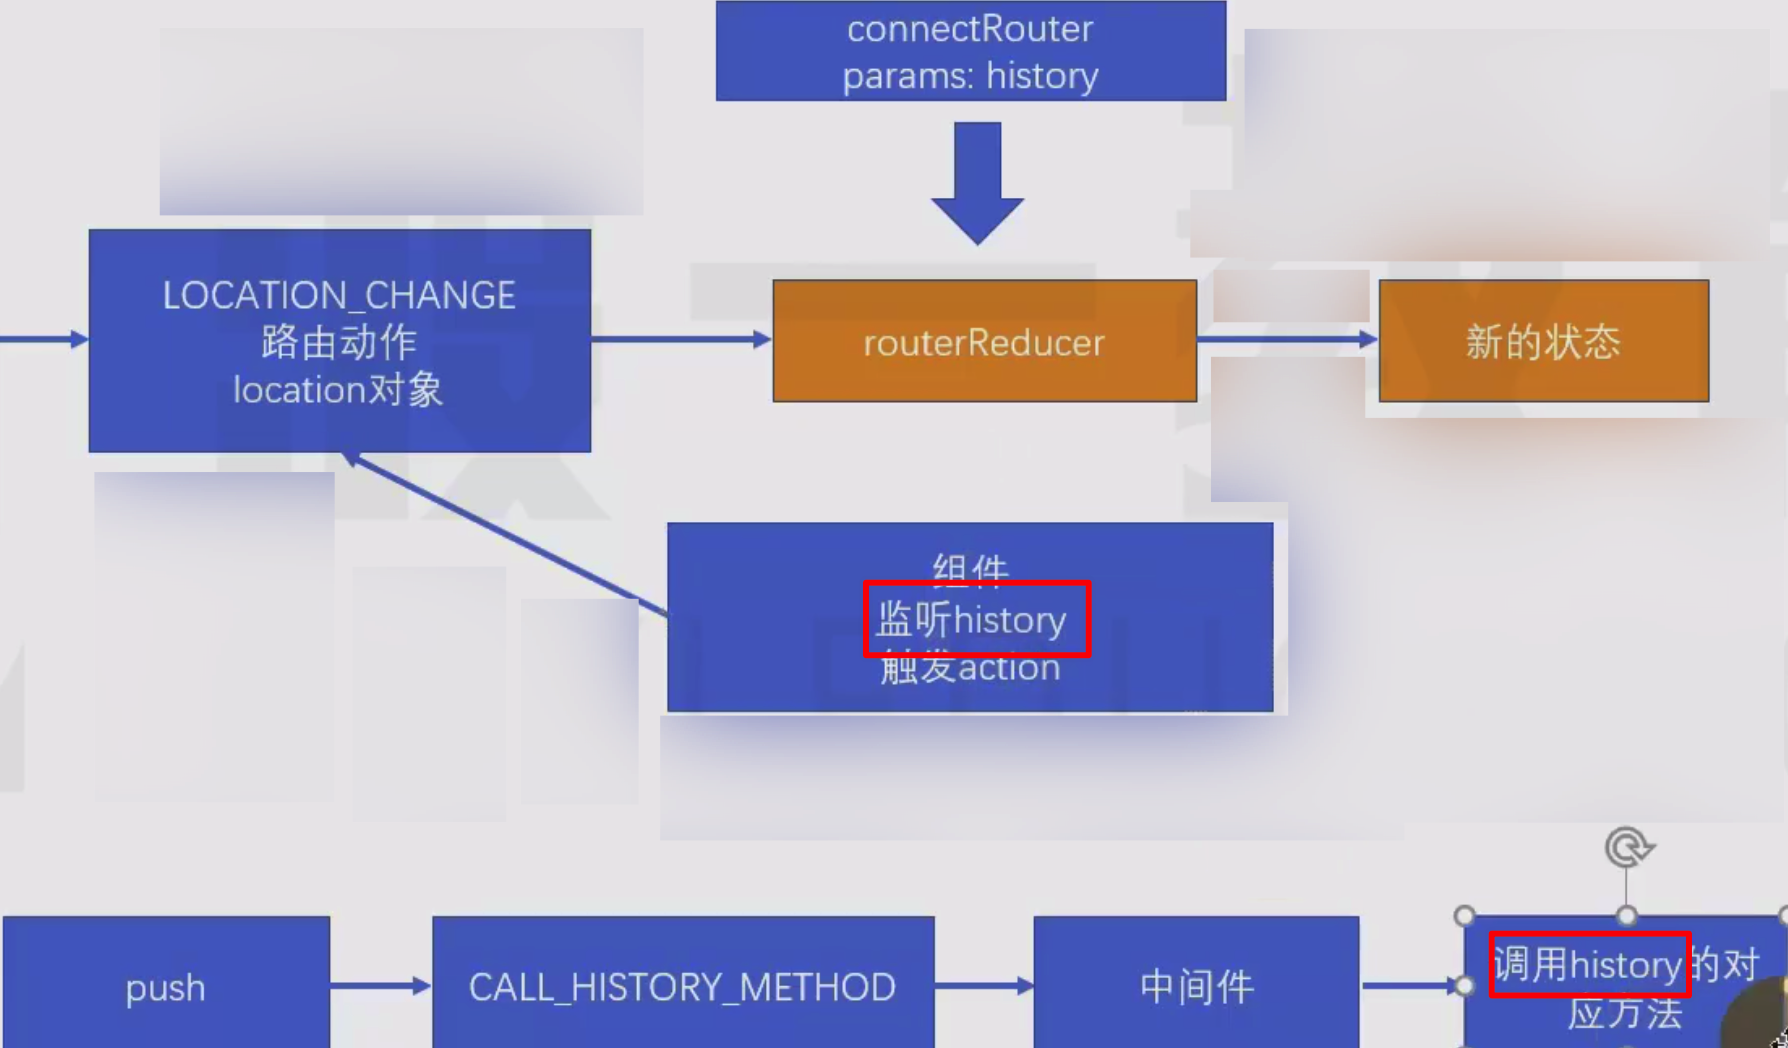 connectRouter
params: history
LOCATION_CHANGE
路由动作
location对象
routerReducer
新的状态
组件
监听history
触发action
push
CALL_HISTORY_METHOD
中间件
调用history的对
应方法